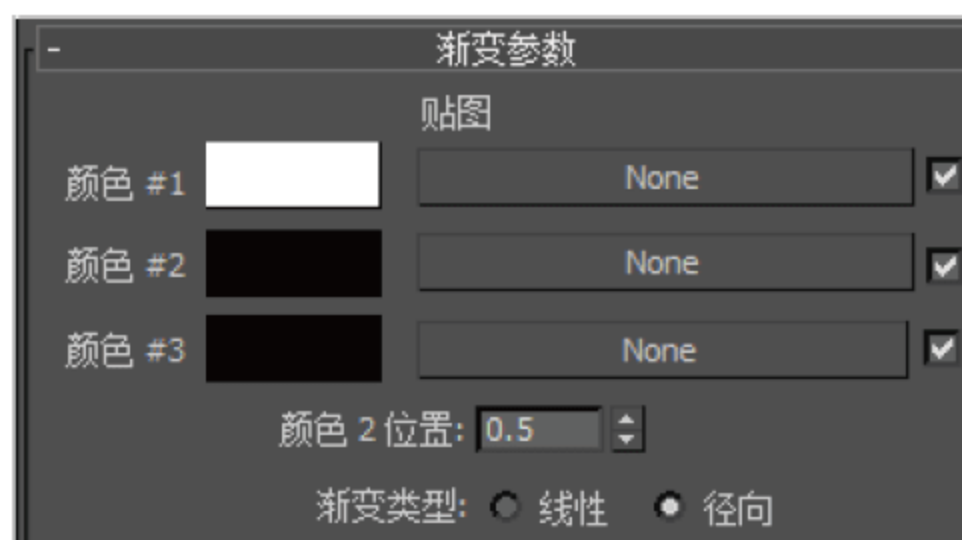 - 渐变参数
贴图
颜色 #1 None
颜色 #2 None
颜色 #3 None
颜色 2 位置: 0.5
渐变类型: 线性 径向